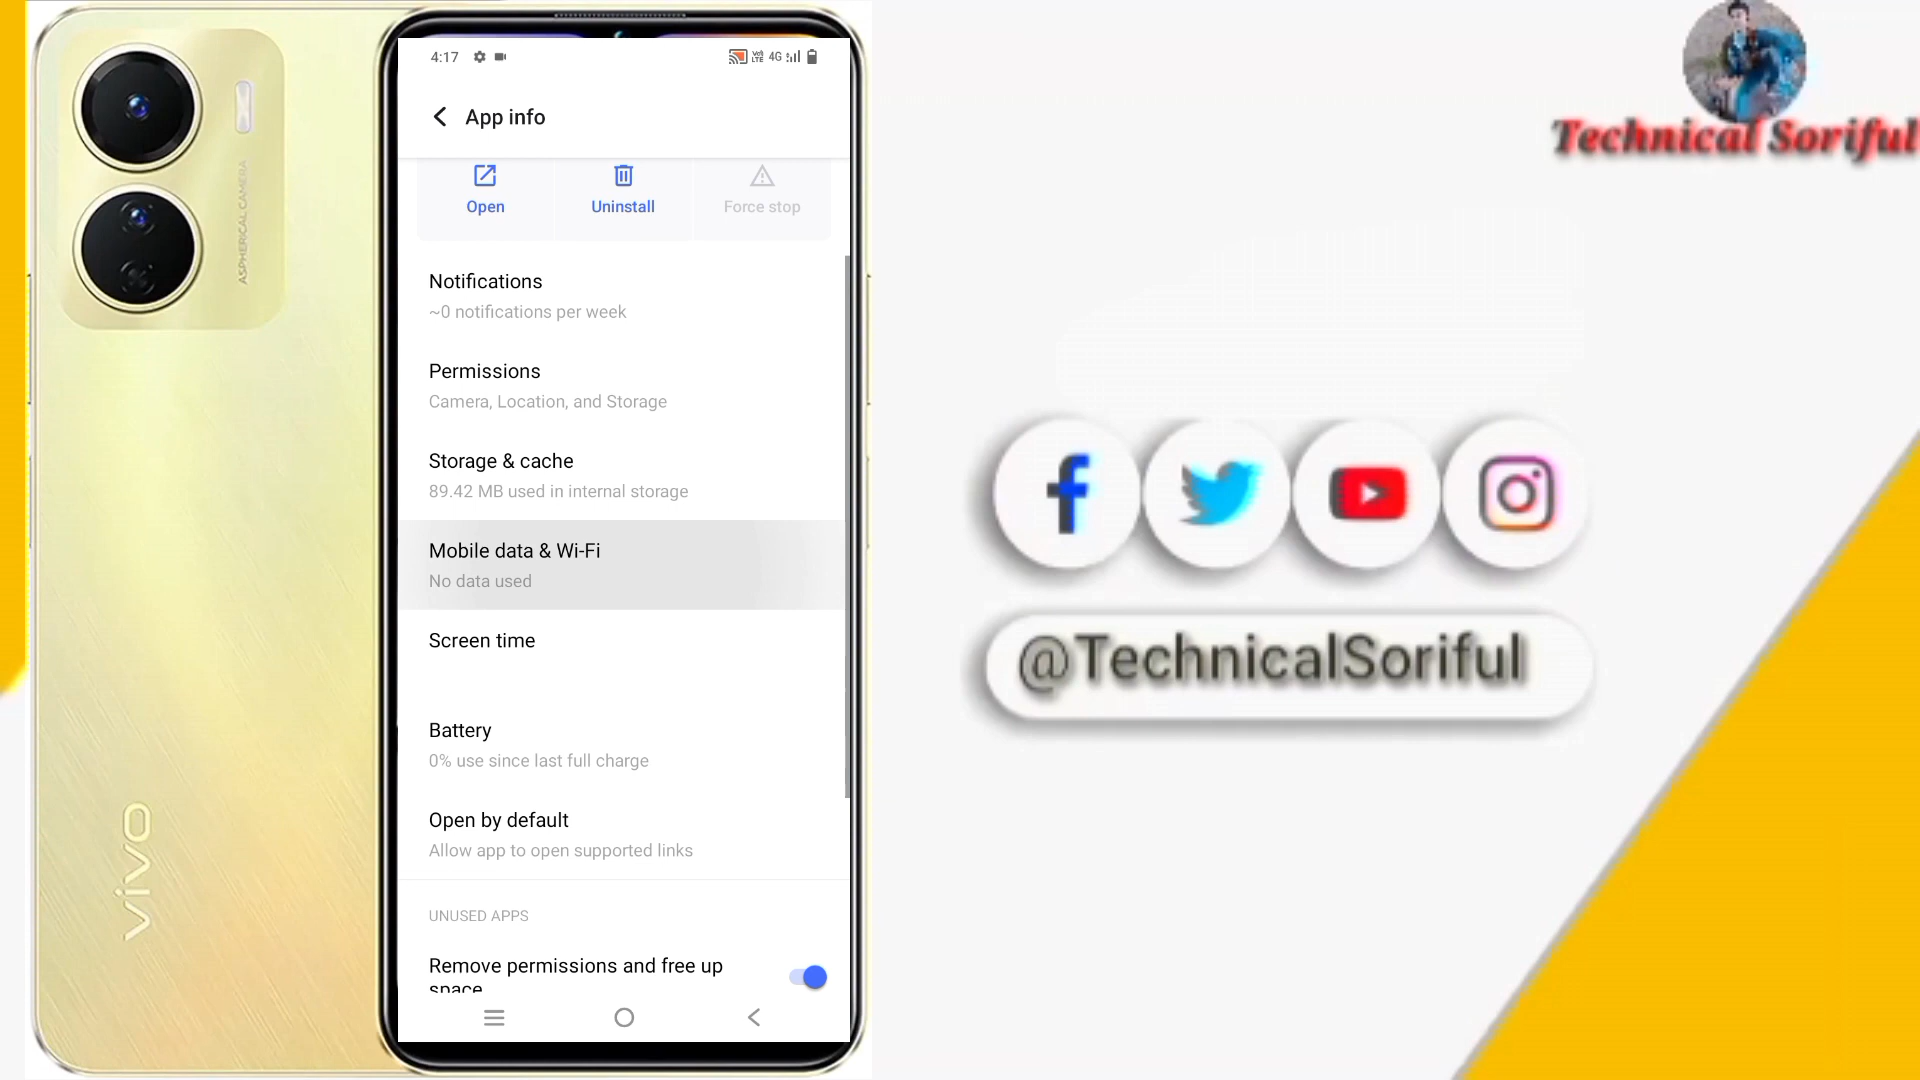 ASPHERICAL CAMERA
vivo
4:17
4G
App info
Open
Uninstall
Force stop
Notifications
~0 notifications per week
Permissions
Camera, Location, and Storage
Storage & cache
89.42 MB used in internal storage
Mobile data & Wi-Fi
No data used
Screen time
Battery
0% use since last full charge
Open by default
Allow app to open supported links
UNUSED APPS
Remove permissions and free up
space
Technical Soriful
@TechnicalSoriful